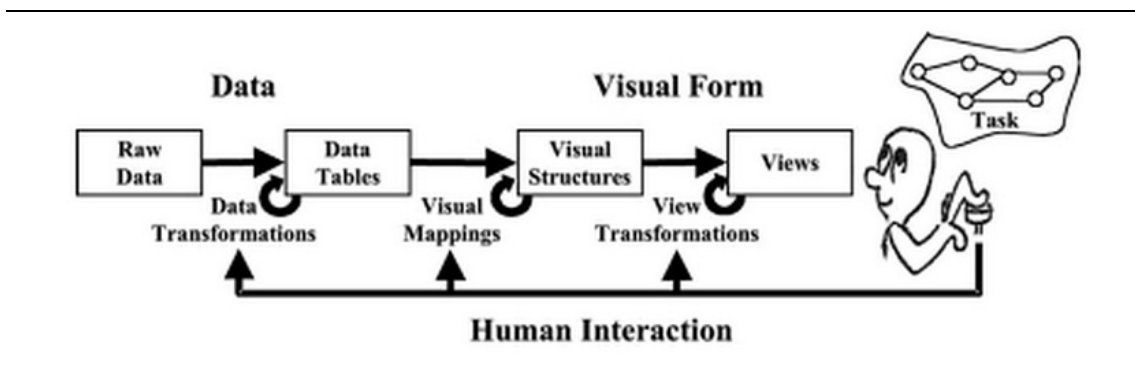 Data
Visual Form
Task
Raw
Data
Data
Tables
Visual
Structures
Views
Data
Transformations
Visual
Mappings
View
Transformations
Human Interaction